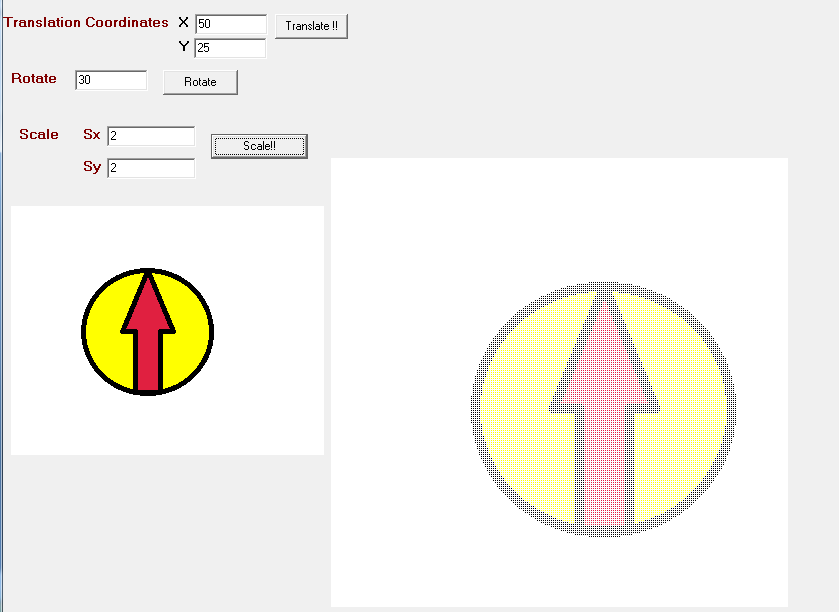 Translation Coordinates X 50 Translate !!
Y 25
Rotate 30 Rotate
Scale Sx 2 Scale!!
Sy 2